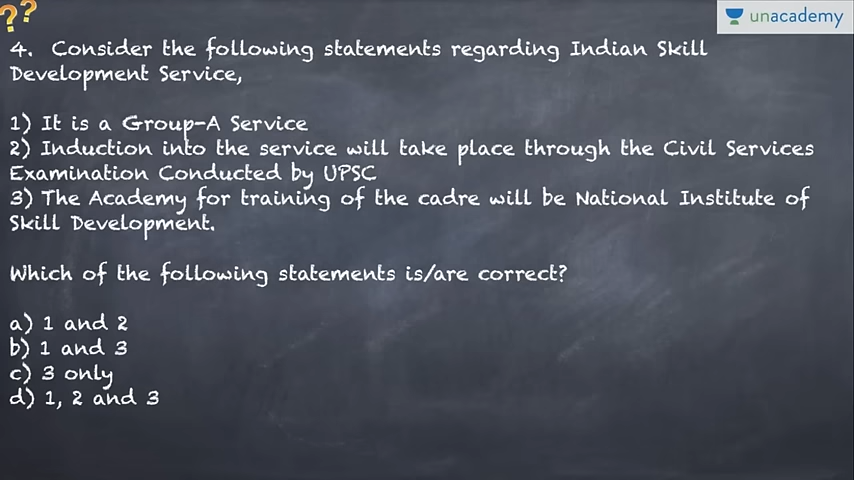 ??
unacademy
4. Consider the following statements regarding Indian Skill
Development Service,
1) It is a Group-A Service
2) Induction into the service will take place through the Civil Services
Examination Conducted by UPSC
3) The Academy for training of the cadre will be National Institute of
Skill Development.
Which of the following statements is/are correct?
a) 1 and 2
b) 1 and 3
c) 3 only
d) 1, 2 and 3